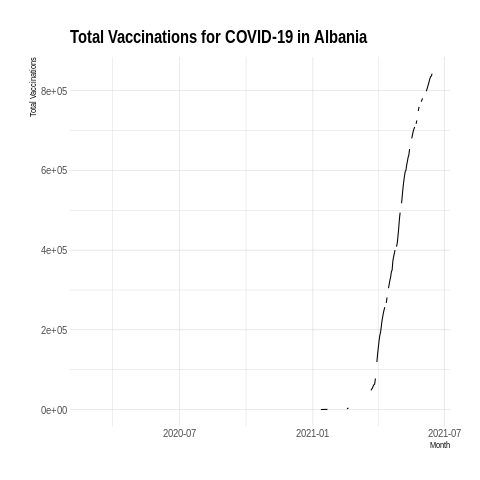 Total Vaccinations for COVID-19 in Albania
Total Vaccinations
8e+05
6e+05
4e+05
2e+05
0e+00
2020-07
2021-01
2021-07
Month